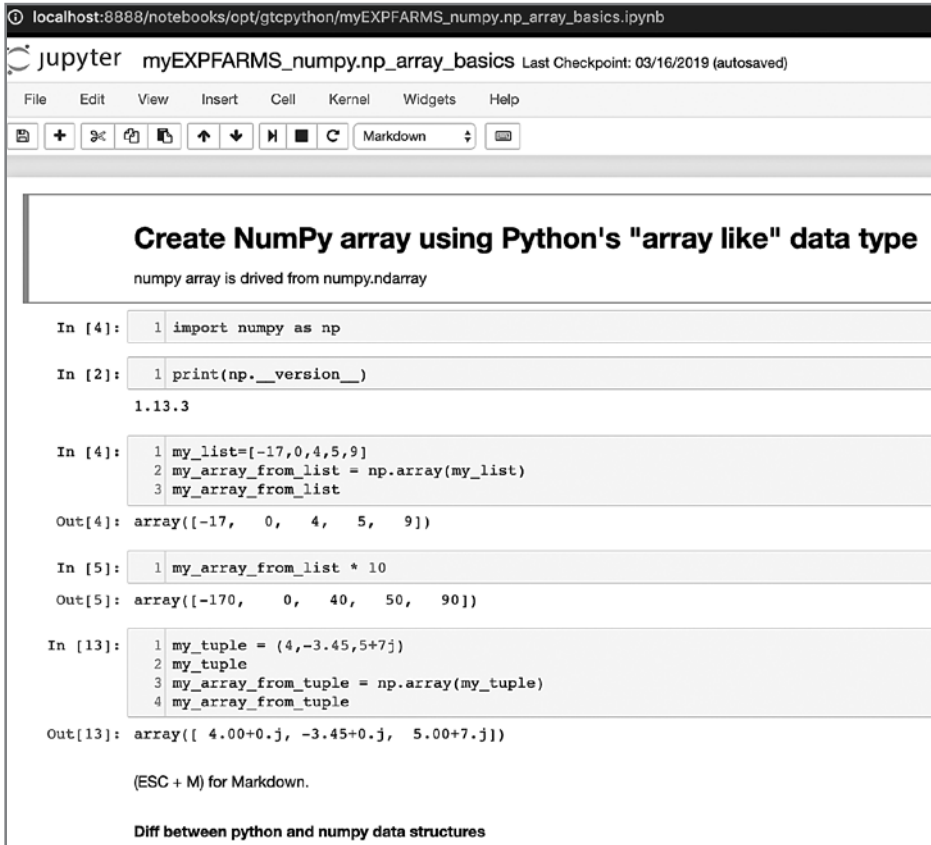 localhost:8888/notebooks/opt/gtcpython/myEXPFARMS_numpy.np_array_basics.ipynb
jupyter myEXPFARMS_numpy.np_array_basics Last Checkpoint: 03/16/2019 (autosaved)
File Edit View Insert Cell Kernel Widgets Help
Markdown
Create NumPy array using Python's "array like" data type
numpy array is drived from numpy.ndarray
In [4]: 1 import numpy as np
In [2]: 1 print(np.__version__)
1.13.3
In [4]: 1 my_list=[-17,0,4,5,9]
2 my_array_from_list = np.array(my_list)
3 my_array_from_list
Out[4]: array([-17, 0, 4, 5, 9])
In [5]: 1 my_array_from_list * 10
Out[5]: array([-170, 0, 40, 50, 90])
In [13]: 1 my_tuple = (4,-3.45,5+7j)
2 my_tuple
3 my_array_from_tuple = np.array(my_tuple)
4 my_array_from_tuple
Out[13]: array([ 4.00+0.j, -3.45+0.j, 5.00+7.j])
(ESC + M) for Markdown.
Diff between python and numpy data structures